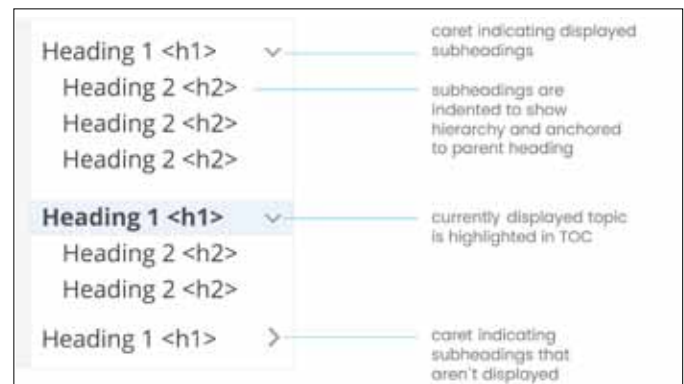 Heading 1 <h1>
Heading 2 <h2>
Heading 2 <h2>
Heading 2 <h2>
Heading 1 <h1>
Heading 2 <h2>
Heading 2 <h2>
Heading 1 <h1>
caret indicating displayed
subheadings
subheadings are
indented to show
hierarchy and anchored
to parent heading
currently displayed topic
is highlighted in TOC
caret indicating
subheadings that
aren't displayed